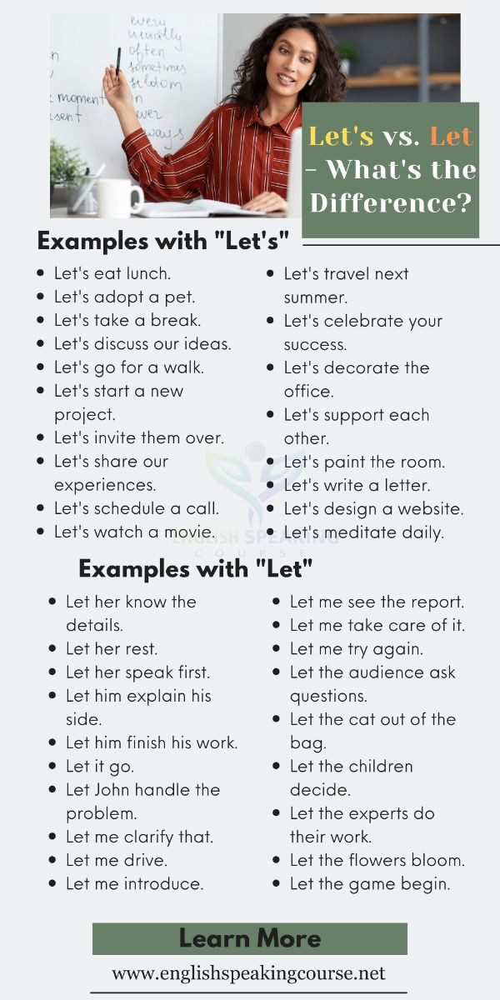 every
usually
often
sometimes
seldom
in
moment
ever
ways
Let's vs. Let
- What's the
Difference?
Examples with "Let's"
Let's eat lunch.
Let's adopt a pet.
Let's take a break.
Let's discuss our ideas.
Let's go for a walk.
Let's start a new
project.
Let's invite them over.
Let's share our
experiences.
Let's schedule a call.
Let's watch a movie.
Let's travel next
summer.
Let's celebrate your
success.
Let's decorate the
office.
Let's support each
other.
Let's paint the room.
Let's write a letter.
Let's design a website.
Let's meditate daily.
ENGLISH SPEAKING
COURSE
Examples with "Let"
Let her know the
details.
Let her rest.
Let her speak first.
Let him explain his
side.
Let him finish his work.
Let it go.
Let John handle the
problem.
Let me clarify that.
Let me drive.
Let me introduce.
Let me see the report.
Let me take care of it.
Let me try again.
Let the audience ask
questions.
Let the cat out of the
bag.
Let the children
decide.
Let the experts do
their work.
Let the flowers bloom.
Let the game begin.
Learn More
www.englishspeakingcourse.net